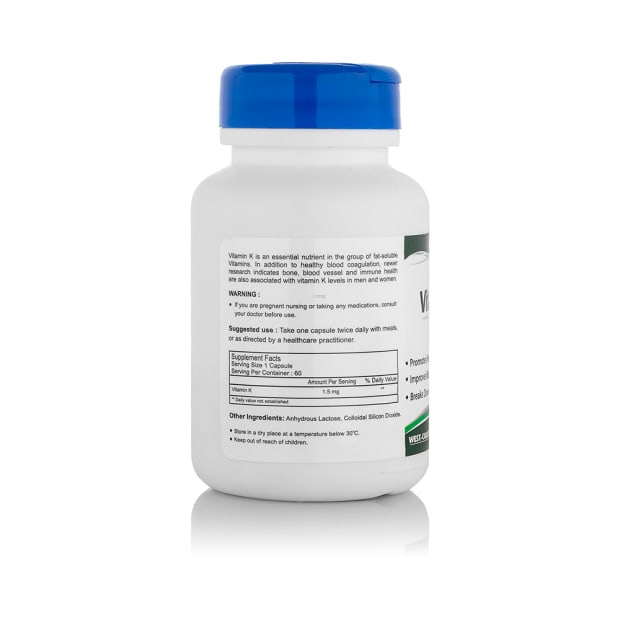 Vitamin K is an essential nutrient in the group of fat-soluble
Vitamins. In addition to healthy blood coagulation, newer
research indicates bone, blood vessel and immune health
are also associated with vitamin K levels in men and women.
WARNING :
• If you are pregnant nursing or taking any medications, consult
your doctor before use.
Suggested use : Take one capsule twice daily with meals,
or as directed by a healthcare practitioner.
Supplement Facts
Serving Size 1 Capsule
Serving Per Container : 60
Amount Per Serving % Daily Value
Vitamin K 1.5 mg **
** Daily value not established
Other Ingredients: Anhydrous Lactose, Colloidal Silicon Dioxide.
• Store in a dry place at a temperature below 30°C.
• Keep out of reach of children.
• Promotes
• Improve
• Breaks